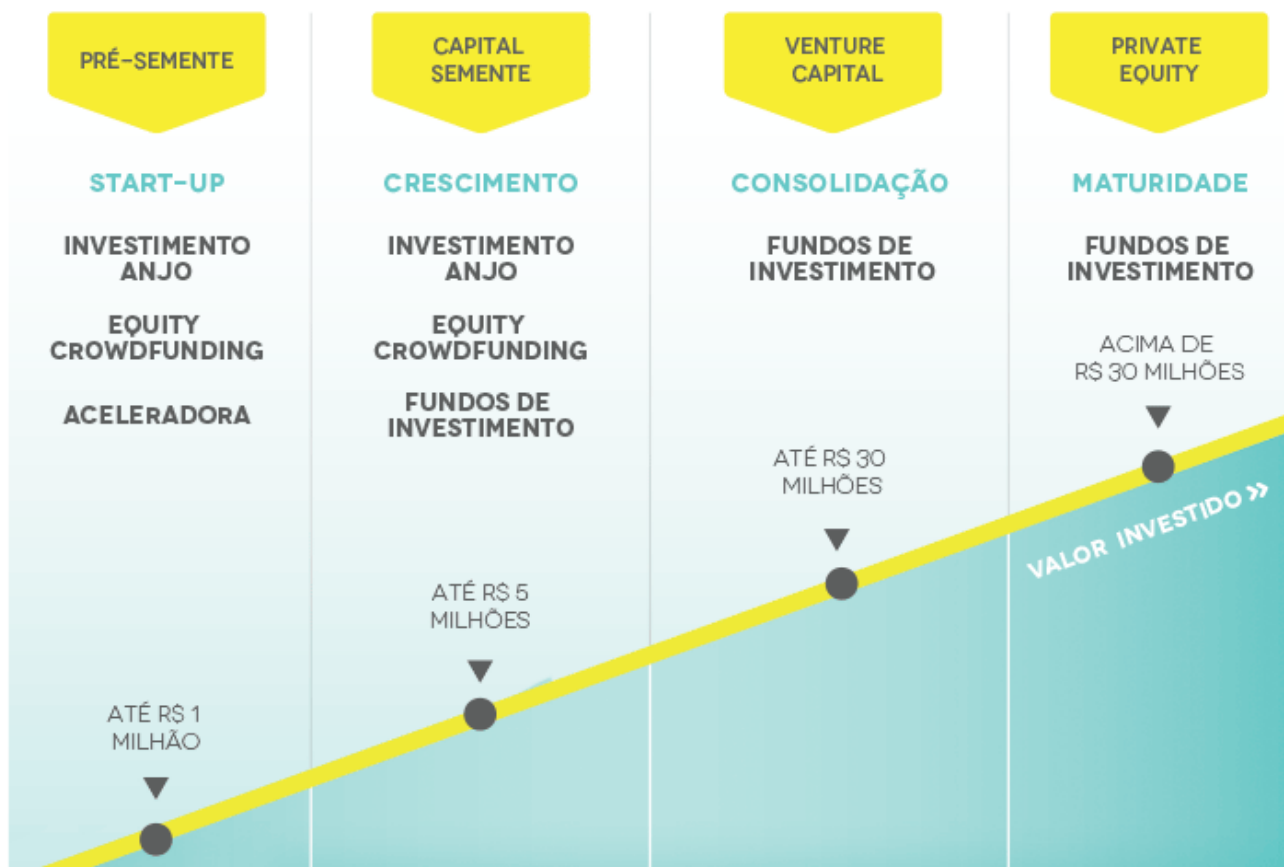 PRÉ-SEMENTE
START-UP
INVESTIMENTO
ANJO
EQUITY
CROWDFUNDING
ACELERADORA
ATÉ R$ 1
MILHÃO
CAPITAL
SEMENTE
CRESCIMENTO
INVESTIMENTO
ANJO
EQUITY
CROWDFUNDING
FUNDOS DE
INVESTIMENTO
ATÉ R$ 5
MILHÕES
VENTURE
CAPITAL
CONSOLIDAÇÃO
FUNDOS DE
INVESTIMENTO
ATÉ R$ 30
MILHÕES
PRIVATE
EQUITY
MATURIDADE
FUNDOS DE
INVESTIMENTO
ACIMA DE
R$ 30 MILHÕES
VALOR INVESTIDO »